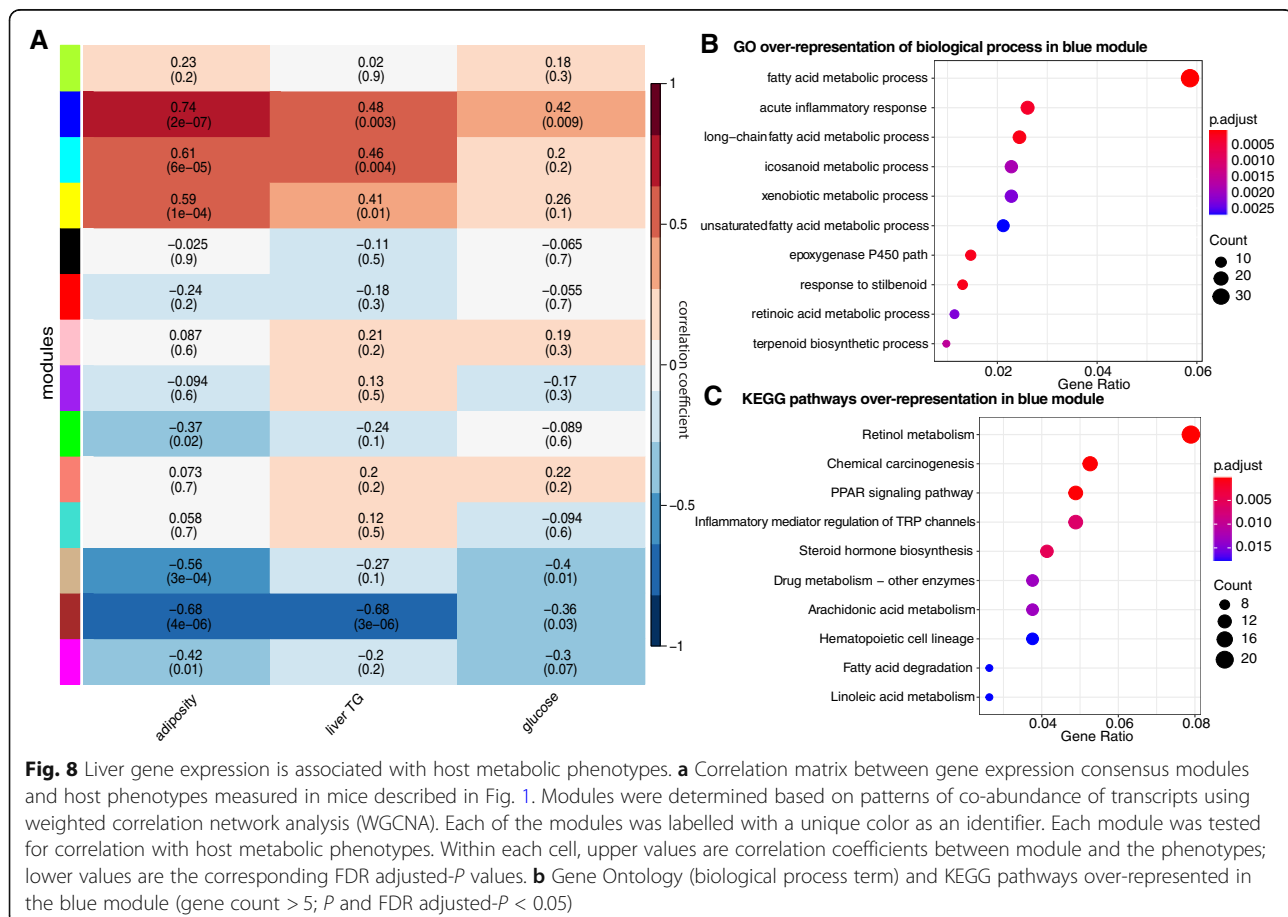 A
0.23
(0.2)
0.02
(0.9)
0.18
(0.3)
0.74
(2e-07)
0.48
(0.003)
0.42
(0.009)
0.61
(6e-05)
0.46
(0.004)
0.2
(0.2)
0.59
(1e-04)
0.41
(0.01)
0.26
(0.1)
−0.025
(0.9)
−0.11
(0.5)
−0.065
(0.7)
−0.24
(0.2)
−0.18
(0.3)
−0.055
(0.7)
0.087
(0.6)
0.21
(0.2)
0.19
(0.3)
−0.094
(0.6)
0.13
(0.5)
−0.17
(0.3)
−0.37
(0.02)
−0.24
(0.1)
−0.089
(0.6)
0.073
(0.7)
0.2
(0.2)
0.22
(0.2)
0.058
(0.7)
0.12
(0.5)
−0.094
(0.6)
−0.56
(3e-04)
−0.27
(0.1)
−0.4
(0.01)
−0.68
(4e-06)
−0.68
(3e-06)
−0.36
(0.03)
−0.42
(0.01)
−0.2
(0.2)
−0.3
(0.07)
modules
adiposity
liver TG
glucose
1
0.5
0
−0.5
−1
correlation coefficient
B GO over-representation of biological process in blue module
fatty acid metabolic process
acute inflammatory response
long-chain fatty acid metabolic process
icosanoid metabolic process
xenobiotic metabolic process
unsaturated fatty acid metabolic process
epoxygenase P450 path
response to stilbenoid
retinoic acid metabolic process
terpenoid biosynthetic process
0.02 0.04 0.06
Gene Ratio
p.adjust
0.0005
0.0010
0.0015
0.0020
0.0025
Count
10
20
30
C KEGG pathways over-representation in blue module
Retinol metabolism
Chemical carcinogenesis
PPAR signaling pathway
Inflammatory mediator regulation of TRP channels
Steroid hormone biosynthesis
Drug metabolism − other enzymes
Arachidonic acid metabolism
Hematopoietic cell lineage
Fatty acid degradation
Linoleic acid metabolism
0.04 0.06 0.08
Gene Ratio
p.adjust
0.005
0.010
0.015
Count
8
12
16
20
Fig. 8 Liver gene expression is associated with host metabolic phenotypes. a Correlation matrix between gene expression consensus modules
and host phenotypes measured in mice described in Fig. 1. Modules were determined based on patterns of co-abundance of transcripts using
weighted correlation network analysis (WGCNA). Each of the modules was labelled with a unique color as an identifier. Each module was tested
for correlation with host metabolic phenotypes. Within each cell, upper values are correlation coefficients between module and the phenotypes;
lower values are the corresponding FDR adjusted-P values. b Gene Ontology (biological process term) and KEGG pathways over-represented in
the blue module (gene count > 5; P and FDR adjusted-P < 0.05)